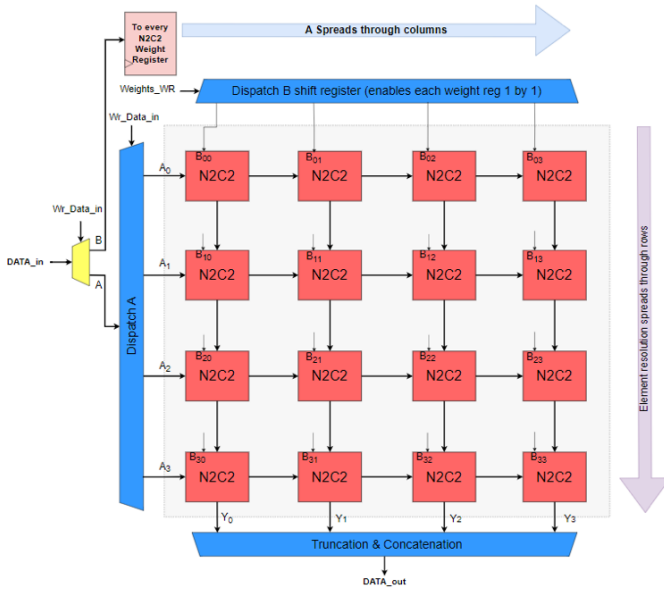 To every
N2C2
Weight
Register
A Spreads through columns
Weights_WR
Dispatch B shift register (enables each weight reg 1 by 1)
Wr_Data_in
Wr_Data_in
DATA_in
B
A
Dispatch A
A0
B00
N2C2
B01
N2C2
B02
N2C2
B03
N2C2
A1
B10
N2C2
B11
N2C2
B12
N2C2
B13
N2C2
A2
B20
N2C2
B21
N2C2
B22
N2C2
B23
N2C2
A3
B30
N2C2
B31
N2C2
B32
N2C2
B33
N2C2
Element resolution spreads through rows
Y0
Y1
Y2
Y3
Truncation & Concatenation
DATA_out